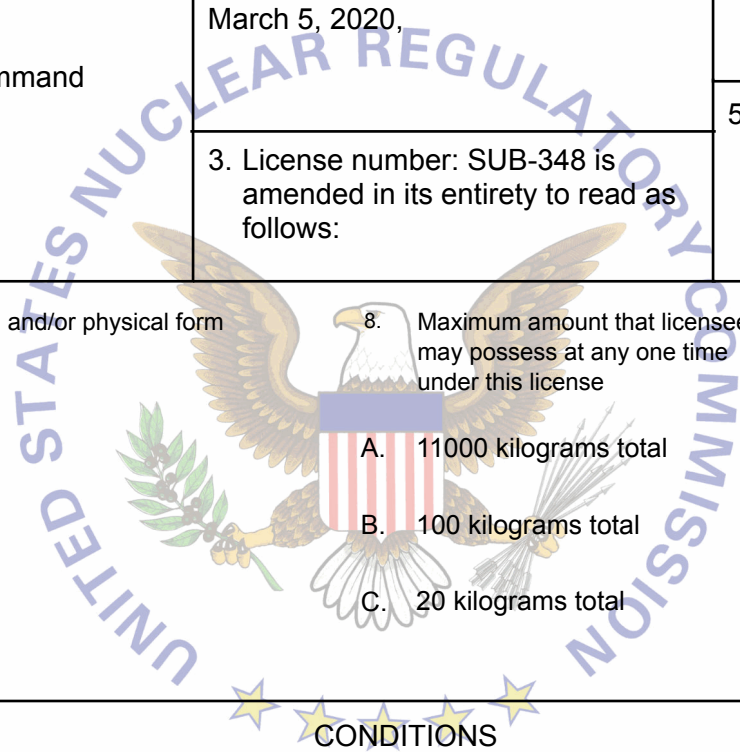 March 5, 2020,
mmand
5
3. License number: SUB-348 is
amended in its entirety to read as
follows:
and/or physical form
8. Maximum amount that licensee
may possess at any one time
under this license
A. 11000 kilograms total
B. 100 kilograms total
C. 20 kilograms total
CONDITIONS
UNITED STATES NUCLEAR REGULATORY COMMISSION